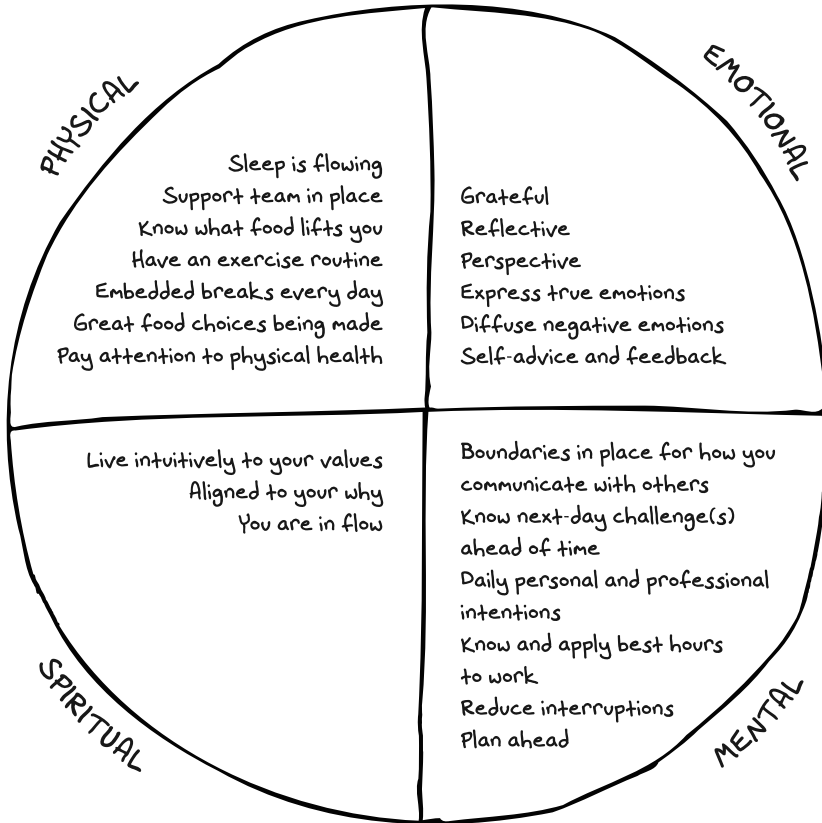 PHYSICAL
Sleep is flowing
Support team in place
Know what food lifts you
Have an exercise routine
Embedded breaks every day
Great food choices being made
Pay attention to physical health
EMOTIONAL
Grateful
Reflective
Perspective
Express true emotions
Diffuse negative emotions
Self-advice and feedback
SPIRITUAL
Live intuitively to your values
Aligned to your why
You are in flow
MENTAL
Boundaries in place for how you
communicate with others
Know next-day challenge(s)
ahead of time
Daily personal and professional
intentions
Know and apply best hours
to work
Reduce interruptions
Plan ahead